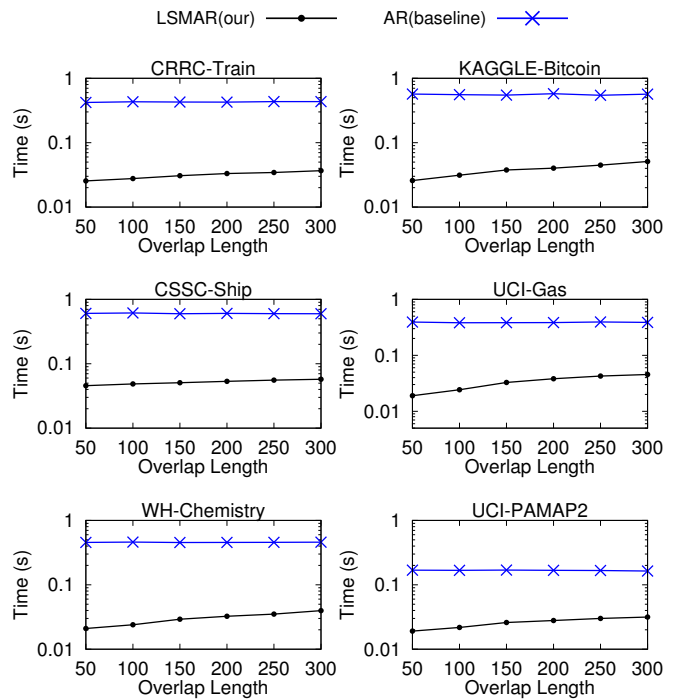 LSMAR(our) AR(baseline)
CRRC-Train
1
0.1
0.01
Time (s)
50 100 150 200 250 300
Overlap Length
KAGGLE-Bitcoin
1
0.1
0.01
Time (s)
50 100 150 200 250 300
Overlap Length
CSSC-Ship
1
0.1
0.01
Time (s)
50 100 150 200 250 300
Overlap Length
UCI-Gas
1
0.1
0.01
Time (s)
50 100 150 200 250 300
Overlap Length
WH-Chemistry
1
0.1
0.01
Time (s)
50 100 150 200 250 300
Overlap Length
UCI-PAMAP2
1
0.1
0.01
Time (s)
50 100 150 200 250 300
Overlap Length